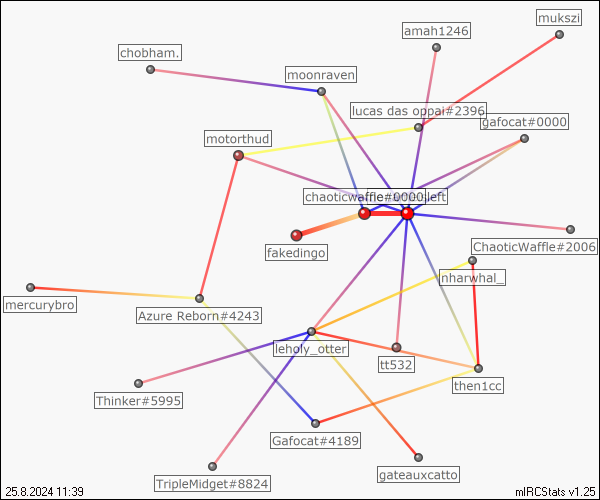 mukszi
amah1246
chobham.
moonraven
lucas das oppai#2396
gafocat#0000
motorthud
chaoticwaffle#0000
left
fakedingo
ChaoticWaffle#2006
nharwhal_
mercurybro
Azure Reborn#4243
leholy_otter
tt532
then1cc
Thinker#5995
Gafocat#4189
gateauxcatto
TripleMidget#8824
25.8.2024 11:39
mIRCStats v1.25